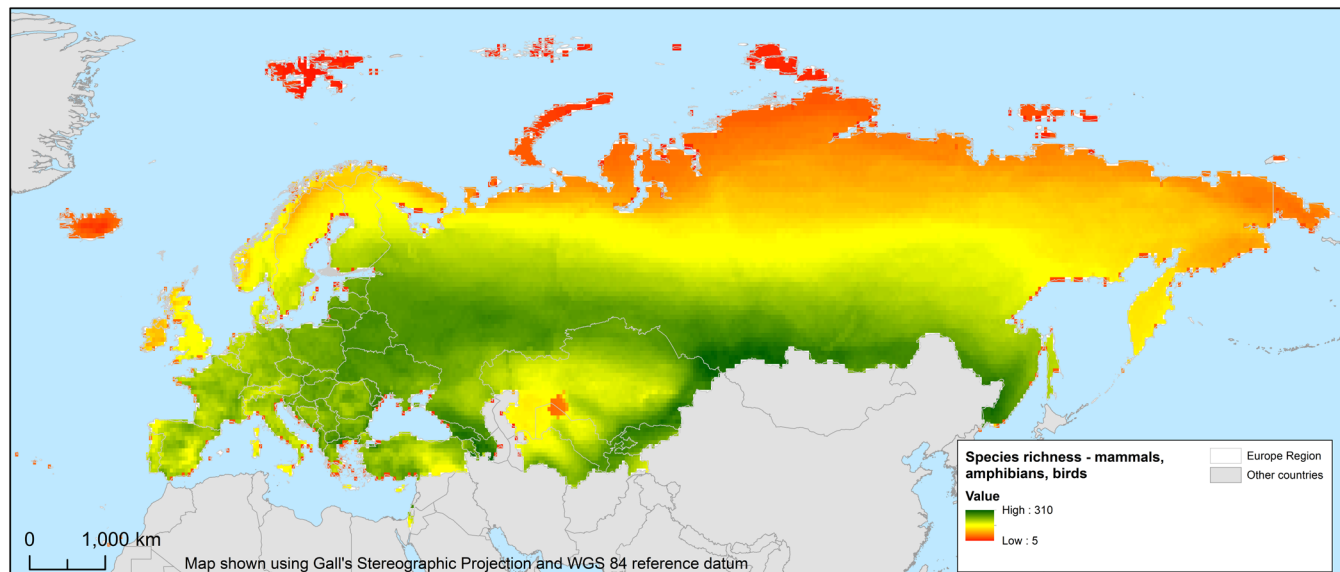 Species richness - mammals,
amphibians, birds
Value
High : 310
Low : 5
Europe Region
Other countries
0 1,000 km
Map shown using Gall's Stereographic Projection and WGS 84 reference datum